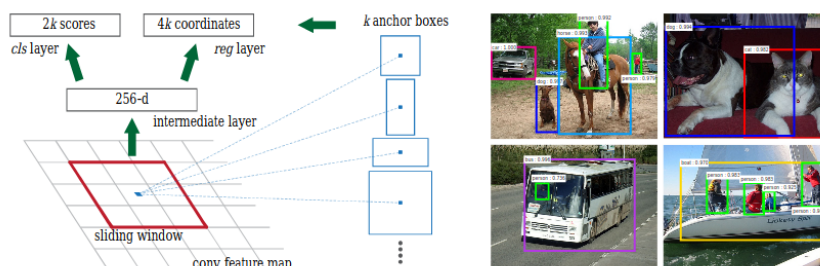 2k scores
4k coordinates
k anchor boxes
cls layer
reg layer
256-d
intermediate layer
sliding window
conv feature map
person : 0.992
horse : 0.993
car : 1.000
dog : 0.997
person : 0.979
dog : 0.994
cat : 0.982
bus : 0.996
person : 0.736
boat : 0.970
person : 0.983
person : 0.983
person : 0.925
person : 0.9